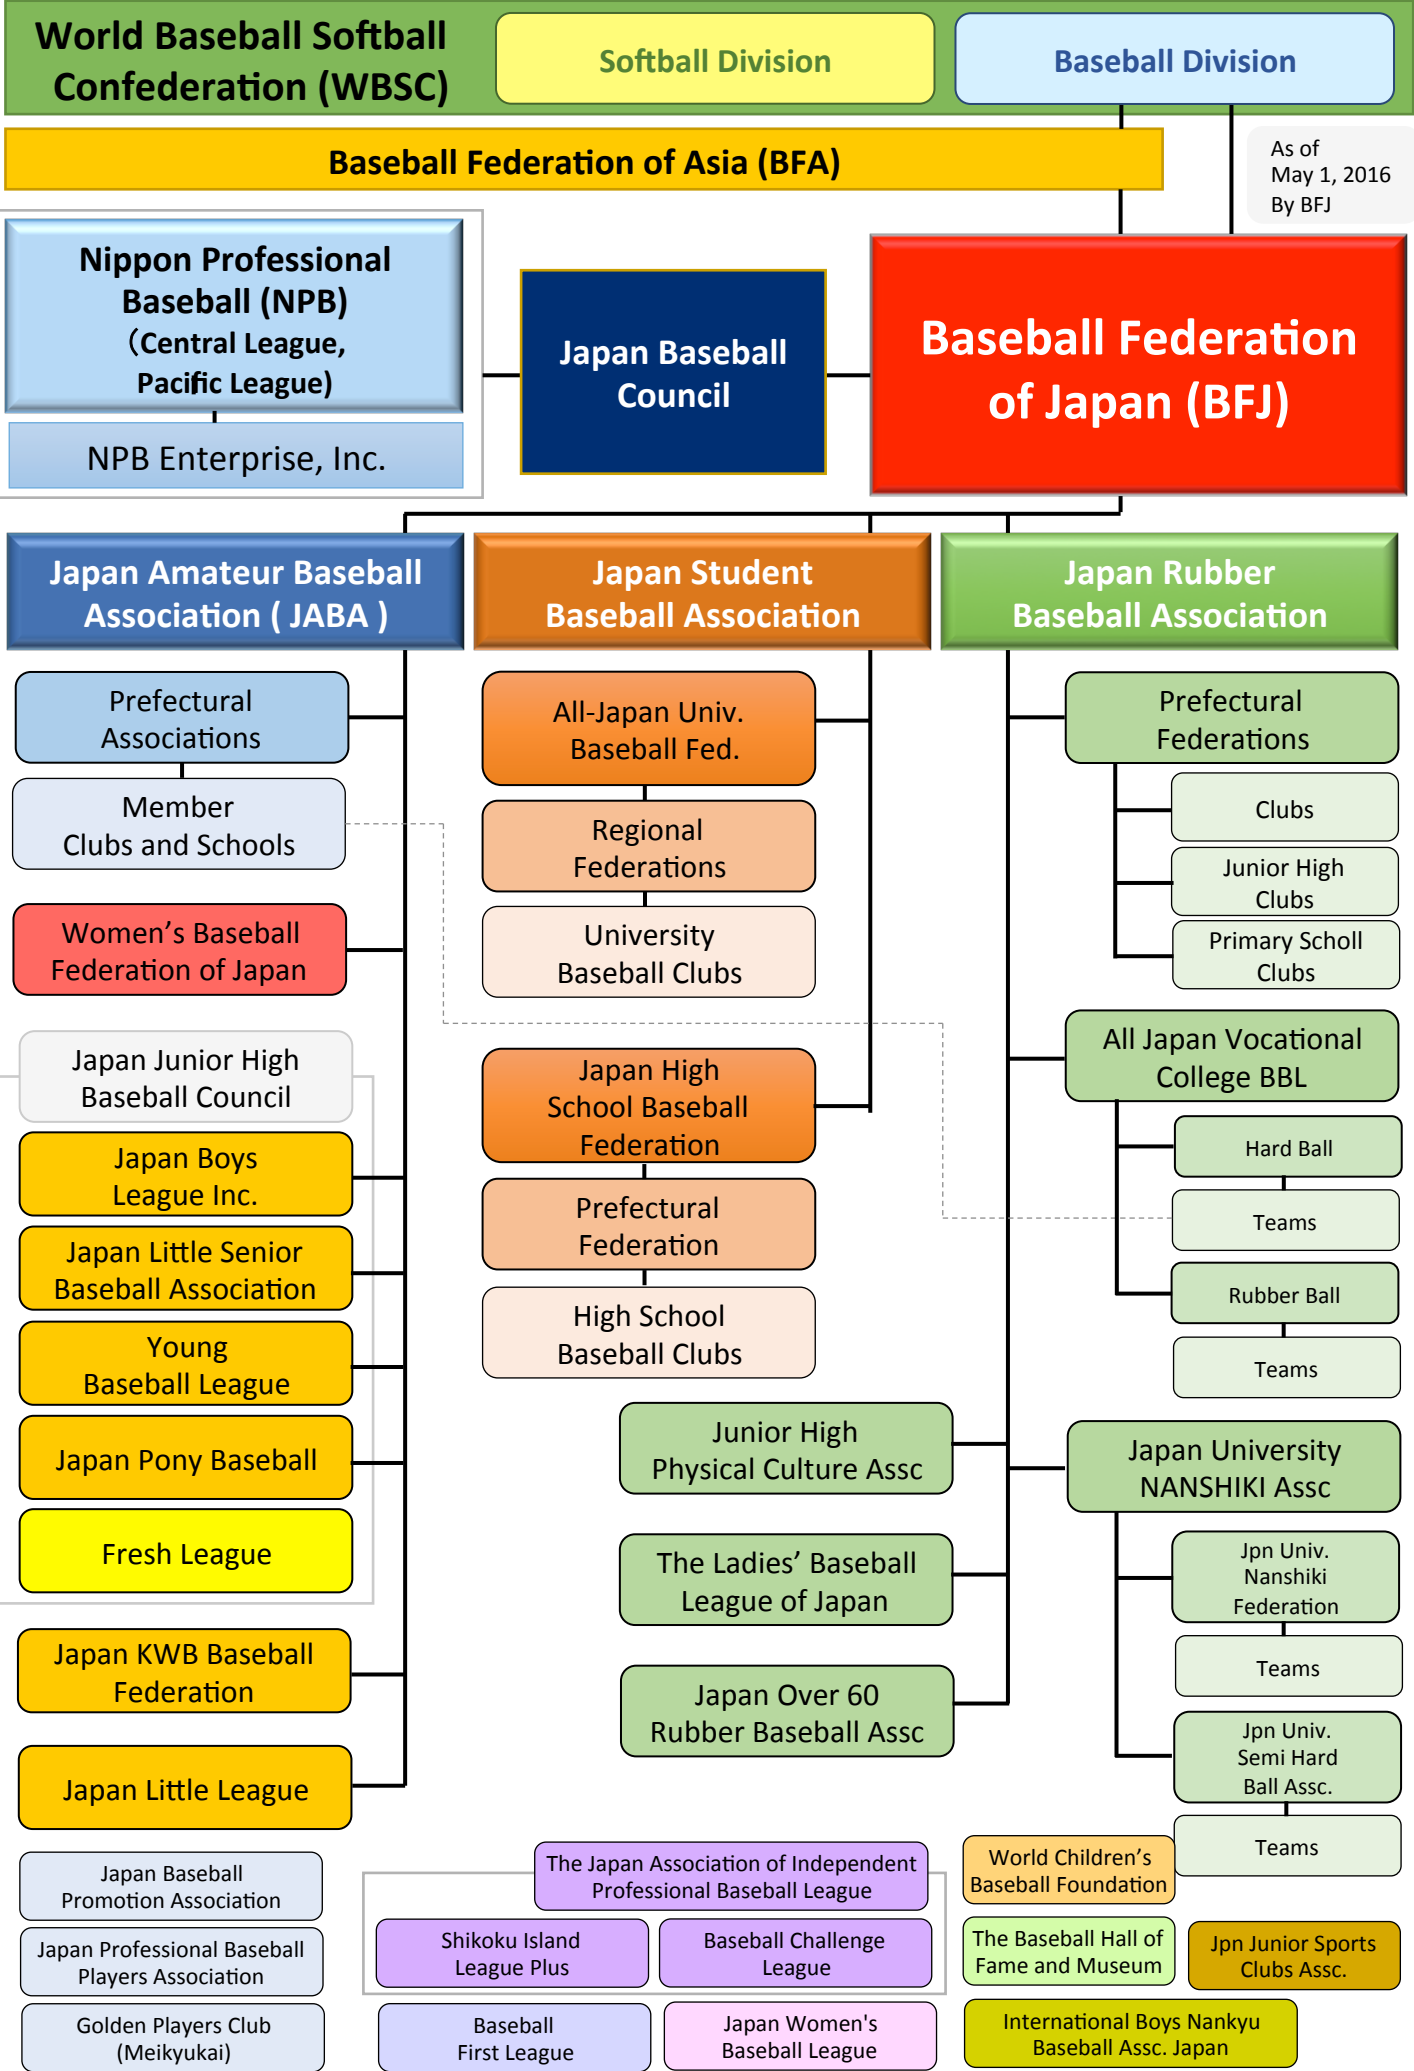 World Baseball Softball
Confederation (WBSC)
Softball Division
Baseball Division
Baseball Federation of Asia (BFA)
As of
May 1, 2016
By BFJ
Nippon Professional
Baseball (NPB)
（Central League,
Pacific League)
NPB Enterprise, Inc.
Japan Baseball
Council
Baseball Federation
of Japan (BFJ)
Japan Amateur Baseball
Association ( JABA )
Prefectural
Associations
Member
Clubs and Schools
Women’s Baseball
Federation of Japan
Japan Junior High
Baseball Council
Japan Boys
League Inc.
Japan Little Senior
Baseball Association
Young
Baseball League
Japan Pony Baseball
Fresh League
Japan KWB Baseball
Federation
Japan Little League
Japan Student
Baseball Association
All-Japan Univ.
Baseball Fed.
Regional
Federations
University
Baseball Clubs
Japan High
School Baseball
Federation
Prefectural
Federation
High School
Baseball Clubs
Japan Rubber
Baseball Association
Prefectural
Federations
Clubs
Junior High
Clubs
Primary Scholl
Clubs
All Japan Vocational
College BBL
Hard Ball
Teams
Rubber Ball
Teams
Junior High
Physical Culture Assc
The Ladies’ Baseball
League of Japan
Japan Over 60
Rubber Baseball Assc
Japan University
NANSHIKI Assc
Jpn Univ.
Nanshiki
Federation
Teams
Jpn Univ.
Semi Hard
Ball Assc.
Teams
Japan Baseball
Promotion Association
Japan Professional Baseball
Players Association
Golden Players Club
(Meikyukai)
The Japan Association of Independent
Professional Baseball League
Shikoku Island
League Plus
Baseball Challenge
League
Baseball
First League
Japan Women's
Baseball League
World Children’s
Baseball Foundation
The Baseball Hall of
Fame and Museum
Jpn Junior Sports
Clubs Assc.
International Boys Nankyu
Baseball Assc. Japan